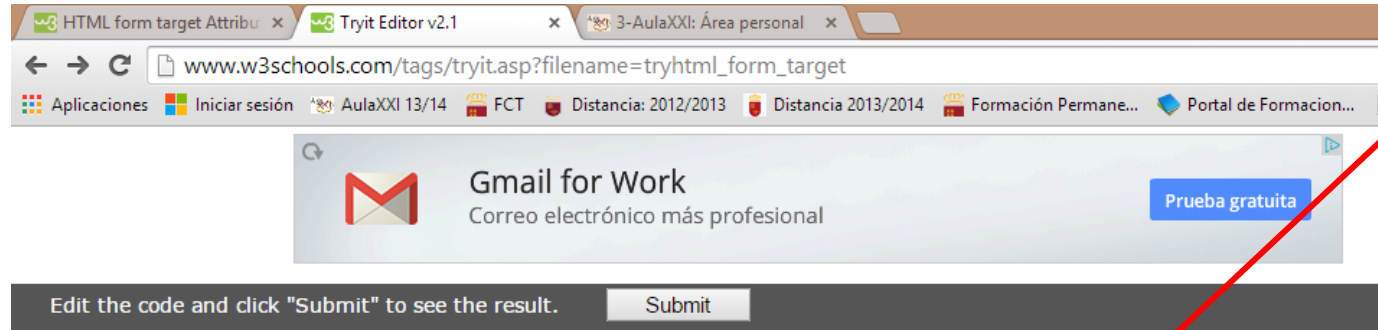 HTML form target Attribu
Tryit Editor v2.1
3-AulaXXI: Área personal
www.w3schools.com/tags/tryit.asp?filename=tryhtml_form_target
Aplicaciones Iniciar sesión AulaXXI 13/14 FCT Distancia: 2012/2013 Distancia 2013/2014 Formación Permane... Portal de Formacion...
Gmail for Work
Correo electrónico más profesional
Prueba gratuita
Edit the code and click "Submit" to see the result. Submit